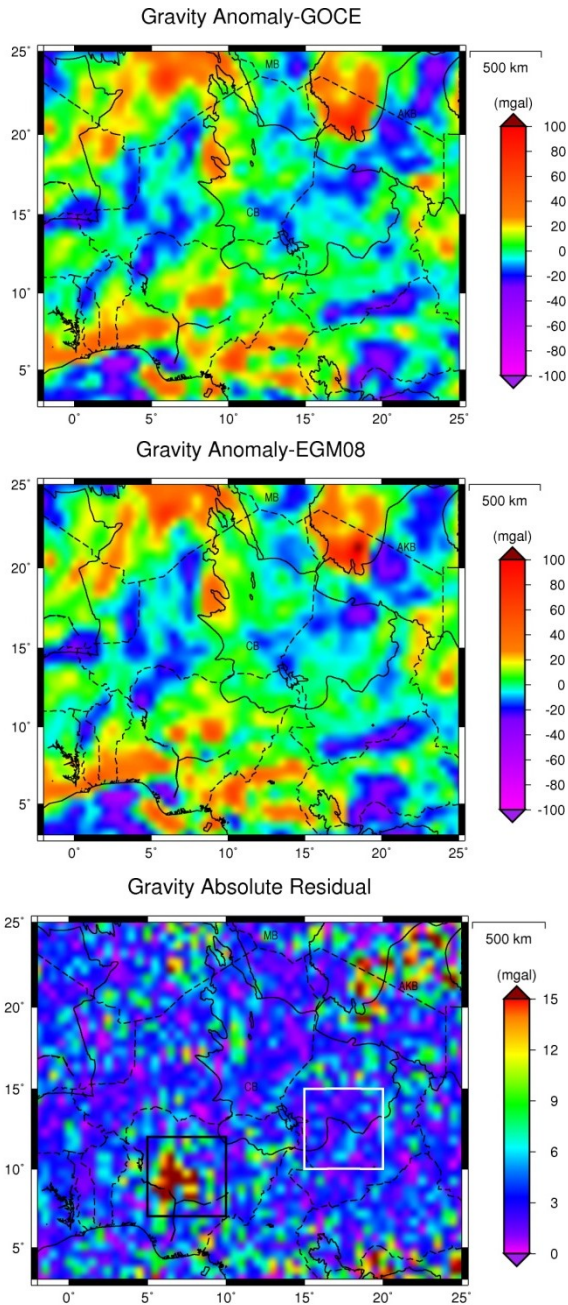 Gravity Anomaly-GOCE
25˚
20˚
15˚
10˚
5˚
0˚ 5˚ 10˚ 15˚ 20˚ 25˚
MB
AKB
CB
500 km
(mgal)
100
80
60
40
20
0
-20
-40
-60
-80
-100
Gravity Anomaly-EGM08
25˚
20˚
15˚
10˚
5˚
0˚ 5˚ 10˚ 15˚ 20˚ 25˚
MB
AKB
CB
500 km
(mgal)
100
80
60
40
20
0
-20
-40
-60
-80
-100
Gravity Absolute Residual
25˚
20˚
15˚
10˚
5˚
0˚ 5˚ 10˚ 15˚ 20˚ 25˚
MB
AKB
CB
500 km
(mgal)
15
12
9
6
3
0